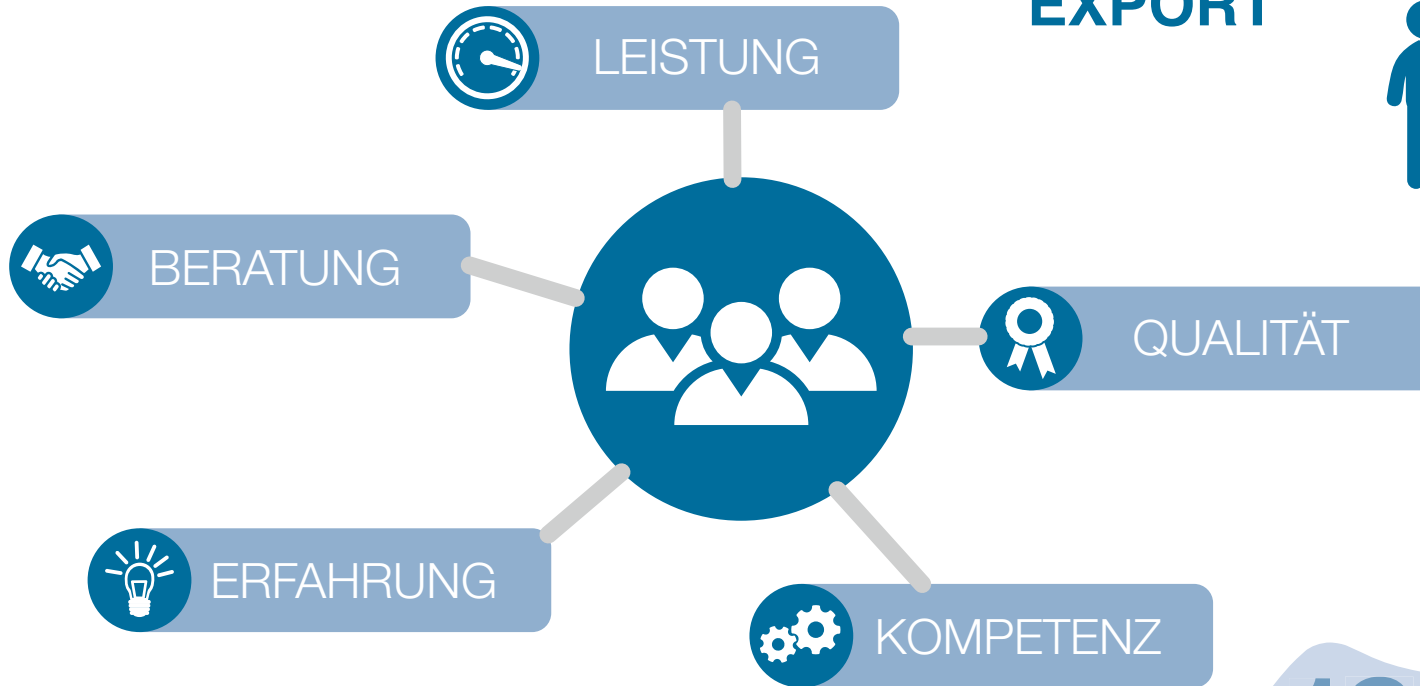 EXPORT
LEISTUNG
BERATUNG
QUALITÄT
ERFAHRUNG
KOMPETENZ